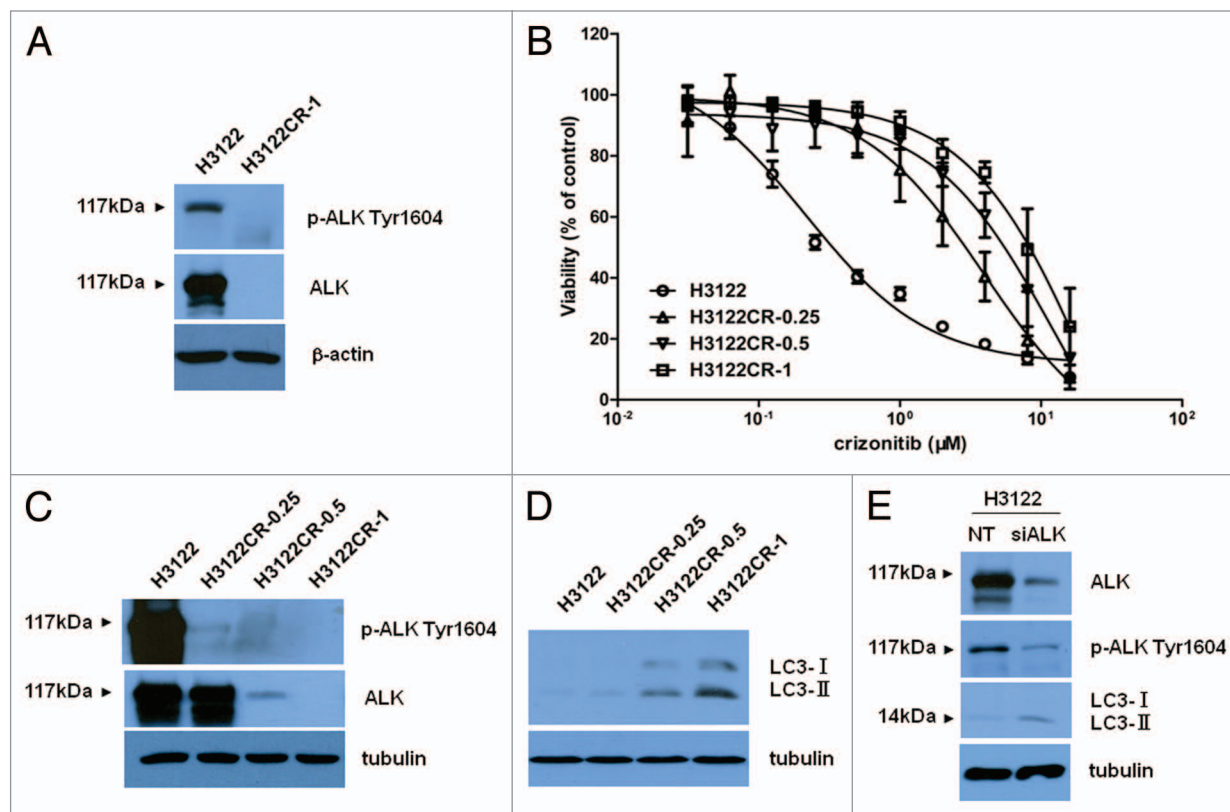 A
H3122
H3122CR-1
117kDa ►
p-ALK Tyr1604
117kDa ►
ALK
β-actin
B
Viability (% of control)
120
100
80
60
40
20
0
H3122
H3122CR-0.25
H3122CR-0.5
H3122CR-1
10-2
10-1
100
101
102
crizonitib (µM)
C
H3122
H3122CR-0.25
H3122CR-0.5
H3122CR-1
117kDa ►
p-ALK Tyr1604
117kDa ►
ALK
tubulin
D
H3122
H3122CR-0.25
H3122CR-0.5
H3122CR-1
LC3-Ⅰ
LC3-Ⅱ
tubulin
E
H3122
NT siALK
117kDa ►
ALK
117kDa ►
p-ALK Tyr1604
LC3-Ⅰ
14kDa ►
LC3-Ⅱ
tubulin